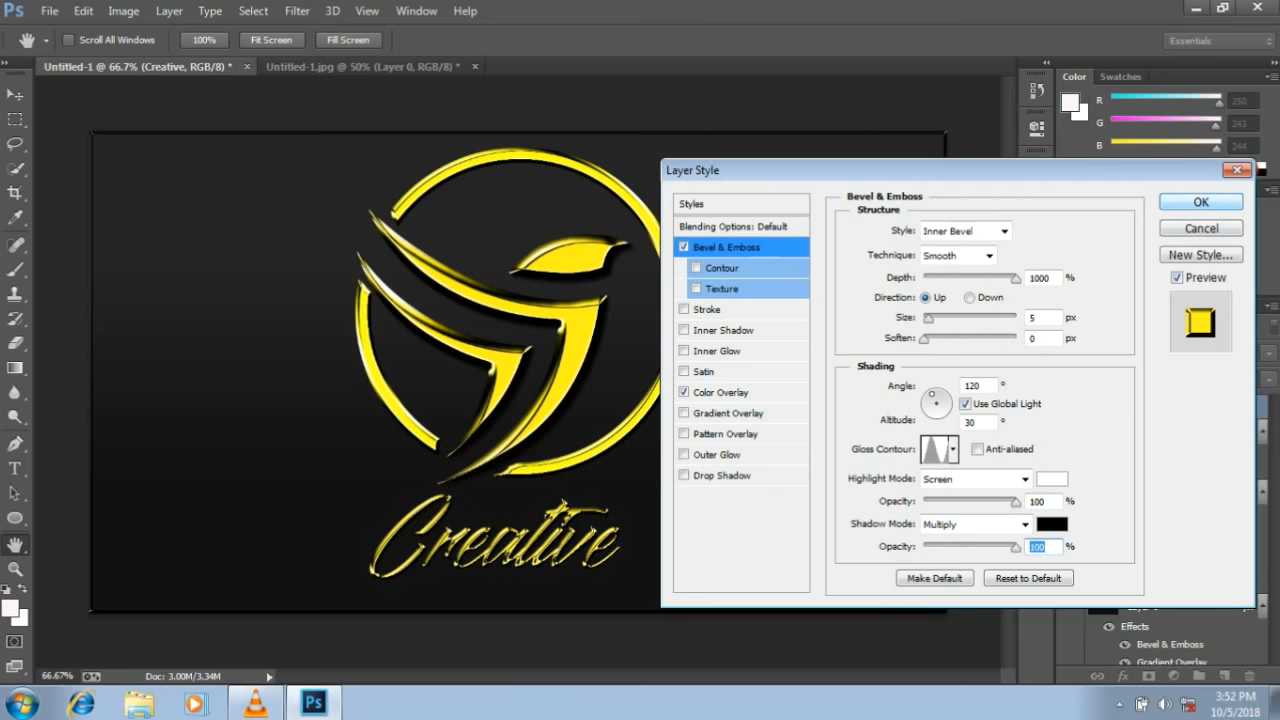 Ps File Edit Image Layer Type Select Filter 3D View Window Help
Scroll All Windows 100% Fit Screen Fill Screen Essentials
Untitled-1 @ 66.7% (Creative, RGB/8) * × Untitled-1.jpg @ 50% (Layer 0, RGB/8) * ×
Color Swatches
R 250
G 243
B 244
Creative
Layer Style
Styles
Blending Options: Default
Bevel & Emboss
Contour
Texture
Stroke
Inner Shadow
Inner Glow
Satin
Color Overlay
Gradient Overlay
Pattern Overlay
Outer Glow
Drop Shadow
Bevel & Emboss
Structure
Style: Inner Bevel
Technique: Smooth
Depth: 1000 %
Direction: Up Down
Size: 5 px
Soften: 0 px
Shading
Angle: 120 °
Use Global Light
Altitude: 30 °
Gloss Contour: Anti-aliased
Highlight Mode: Screen
Opacity: 100 %
Shadow Mode: Multiply
Opacity: 100 %
Make Default Reset to Default
OK
Cancel
New Style...
Preview
Effects
Bevel & Emboss
Gradient Overlay
66.67% Doc: 3.00M/3.34M
Ps
3:52 PM
10/5/2018